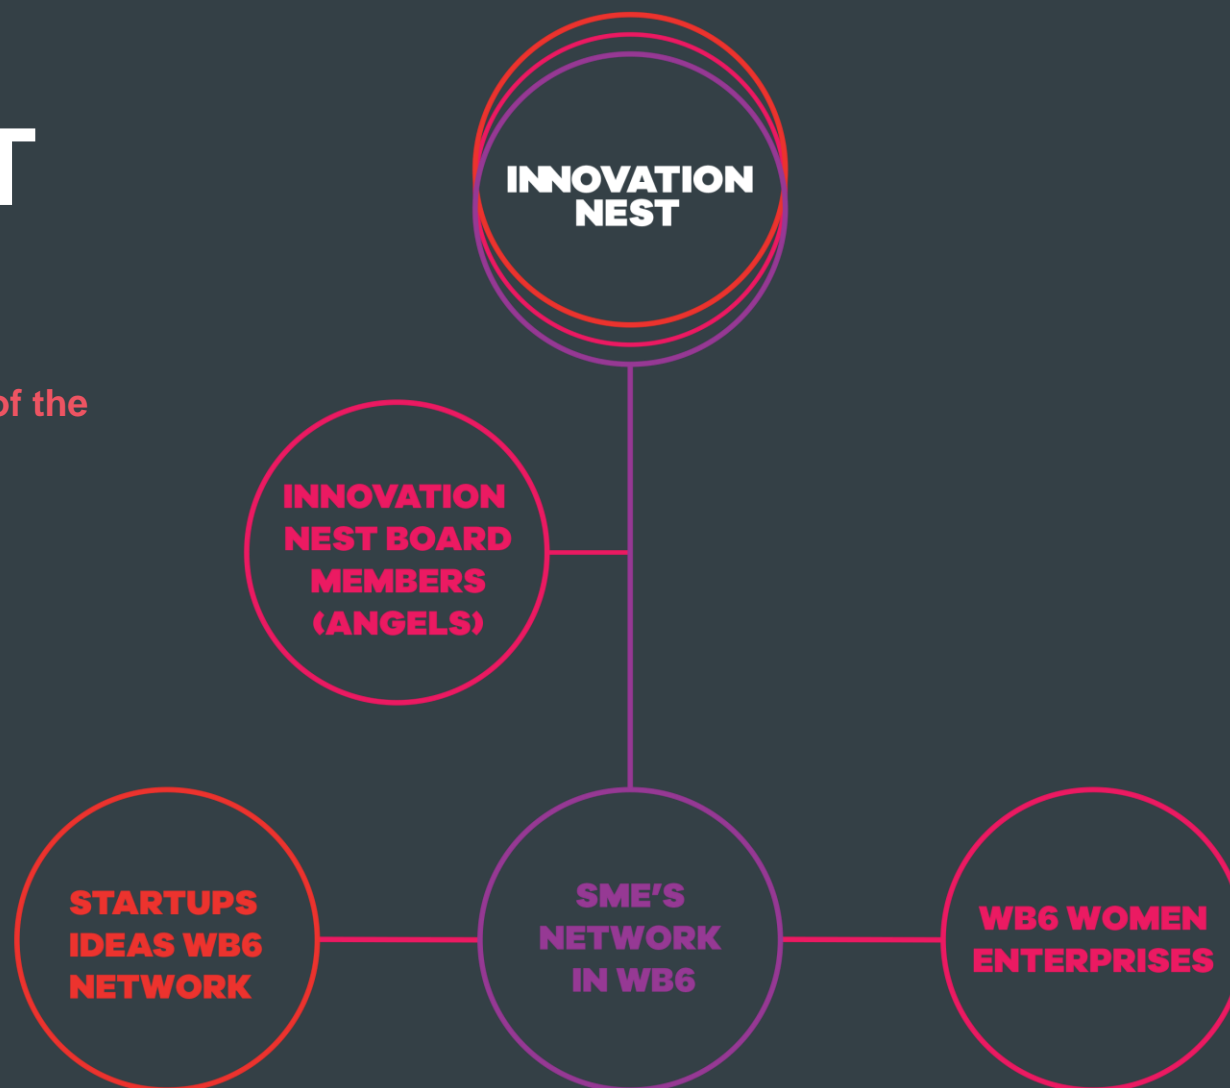 T
INNOVATION
NEST
of the
INNOVATION
NEST BOARD
MEMBERS
(ANGELS)
STARTUPS
IDEAS WB6
NETWORK
SME'S
NETWORK
IN WB6
WB6 WOMEN
ENTERPRISES